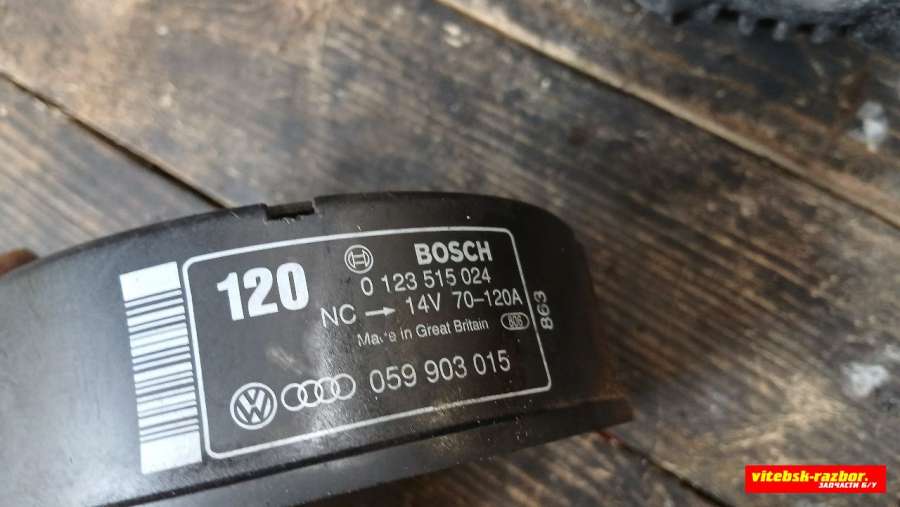 120
BOSCH
0 123 515 024
NC → 14V 70-120A
Made in Great Britain
863
059 903 015
vitebsk-razbor.
ЗАПЧАСТИ Б/У